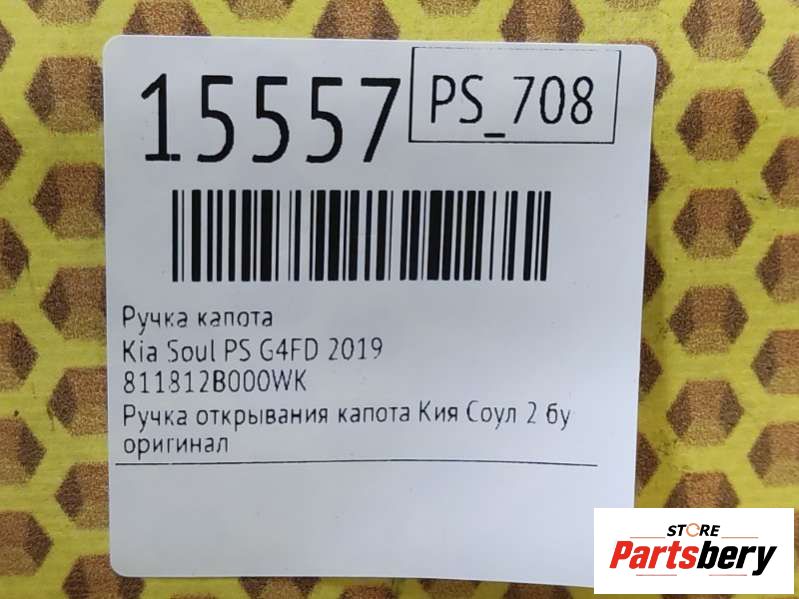 15557
PS_708
Ручка капота
Kia Soul PS G4FD 2019
811812B000WK
Ручка открывания капота Кия Соул 2 бу
оригинал
STORE
Partsbery